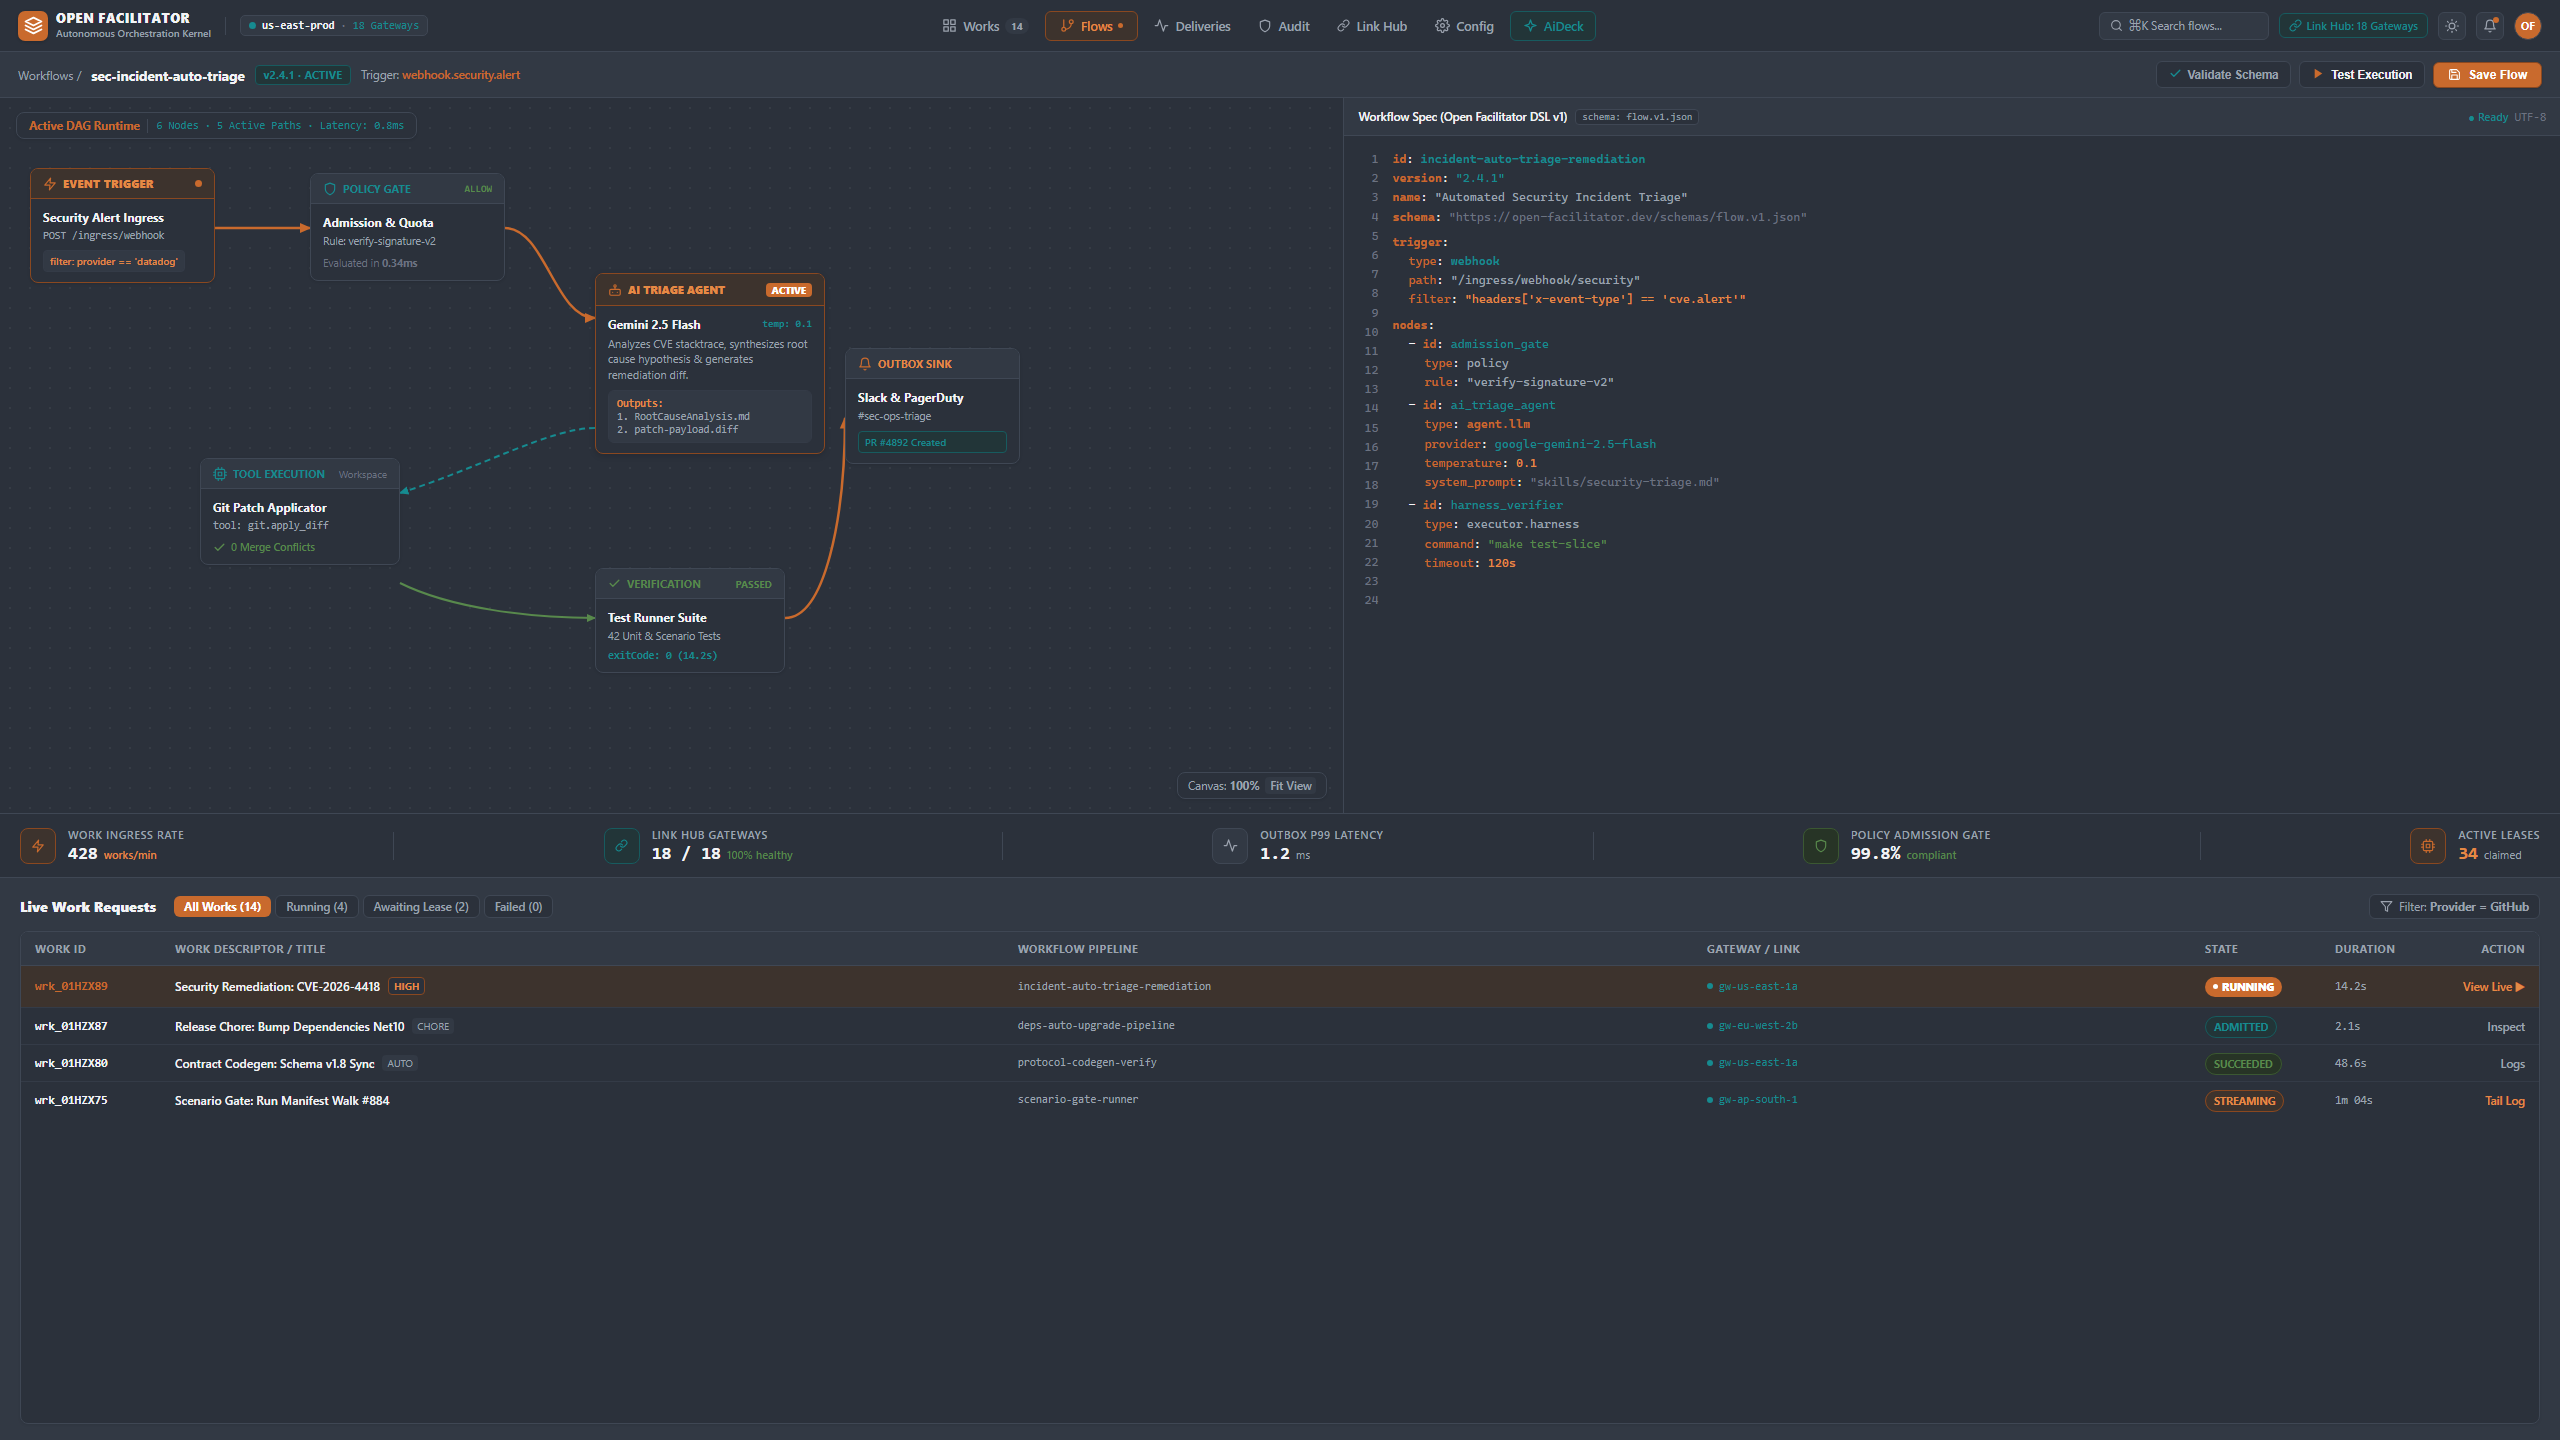 OPEN FACILITATOR
Autonomous Orchestration Kernel
us-east-prod · 18 Gateways
Works 14
Flows
Deliveries
Audit
Link Hub
Config
AiDeck
⌘K Search flows...
Link Hub: 18 Gateways
OF
Workflows / sec-incident-auto-triage
v2.4.1 · ACTIVE
Trigger: webhook.security.alert
Validate Schema
Test Execution
Save Flow
Active DAG Runtime
6 Nodes · 5 Active Paths · Latency: 0.8ms
EVENT TRIGGER
Security Alert Ingress
POST /ingress/webhook
filter: provider == 'datadog'
POLICY GATE ALLOW
Admission & Quota
Rule: verify-signature-v2
Evaluated in 0.34ms
AI TRIAGE AGENT ACTIVE
Gemini 2.5 Flash temp: 0.1
Analyzes CVE stacktrace, synthesizes root
cause hypothesis & generates
remediation diff.
Outputs:
1. RootCauseAnalysis.md
2. patch-payload.diff
OUTBOX SINK
Slack & PagerDuty
#sec-ops-triage
PR #4892 Created
TOOL EXECUTION Workspace
Git Patch Applicator
tool: git.apply_diff
0 Merge Conflicts
VERIFICATION PASSED
Test Runner Suite
42 Unit & Scenario Tests
exitCode: 0 (14.2s)
Canvas: 100% Fit View
Workflow Spec (Open Facilitator DSL v1)
schema: flow.v1.json
Ready UTF-8
1
2
3
4
5
6
7
8
9
10
11
12
13
14
15
16
17
18
19
20
21
22
23
24
id: incident-auto-triage-remediation
version: "2.4.1"
name: "Automated Security Incident Triage"
schema: "https://open-facilitator.dev/schemas/flow.v1.json"
trigger:
type: webhook
path: "/ingress/webhook/security"
filter: "headers['x-event-type'] == 'cve.alert'"
nodes:
- id: admission_gate
type: policy
rule: "verify-signature-v2"
- id: ai_triage_agent
type: agent.llm
provider: google-gemini-2.5-flash
temperature: 0.1
system_prompt: "skills/security-triage.md"
- id: harness_verifier
type: executor.harness
command: "make test-slice"
timeout: 120s
WORK INGRESS RATE
428 works/min
LINK HUB GATEWAYS
18 / 18 100% healthy
OUTBOX P99 LATENCY
1.2 ms
POLICY ADMISSION GATE
99.8% compliant
ACTIVE LEASES
34 claimed
Live Work Requests
All Works (14)
Running (4)
Awaiting Lease (2)
Failed (0)
Filter: Provider = GitHub
WORK ID WORK DESCRIPTOR / TITLE WORKFLOW PIPELINE GATEWAY / LINK STATE DURATION ACTION
wrk_01HZX89 Security Remediation: CVE-2026-4418 HIGH incident-auto-triage-remediation gw-us-east-1a RUNNING 14.2s View Live ▶
wrk_01HZX87 Release Chore: Bump Dependencies Net10 CHORE deps-auto-upgrade-pipeline gw-eu-west-2b ADMITTED 2.1s Inspect
wrk_01HZX80 Contract Codegen: Schema v1.8 Sync AUTO protocol-codegen-verify gw-us-east-1a SUCCEEDED 48.6s Logs
wrk_01HZX75 Scenario Gate: Run Manifest Walk #884 scenario-gate-runner gw-ap-south-1 STREAMING 1m 04s Tail Log